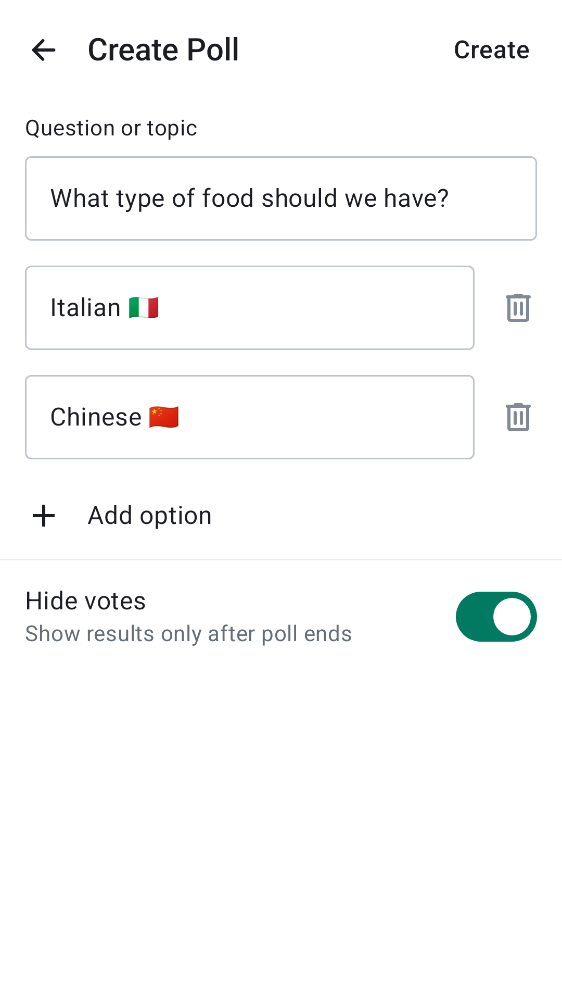 Create Poll
Create
Question or topic
What type of food should we have?
Italian 🇮🇹
Chinese 🇨🇳
Add option
Hide votes
Show results only after poll ends